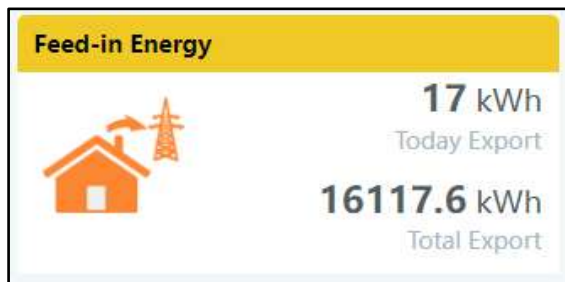 Feed-in Energy
17 kWh
Today Export
16117.6 kWh
Total Export